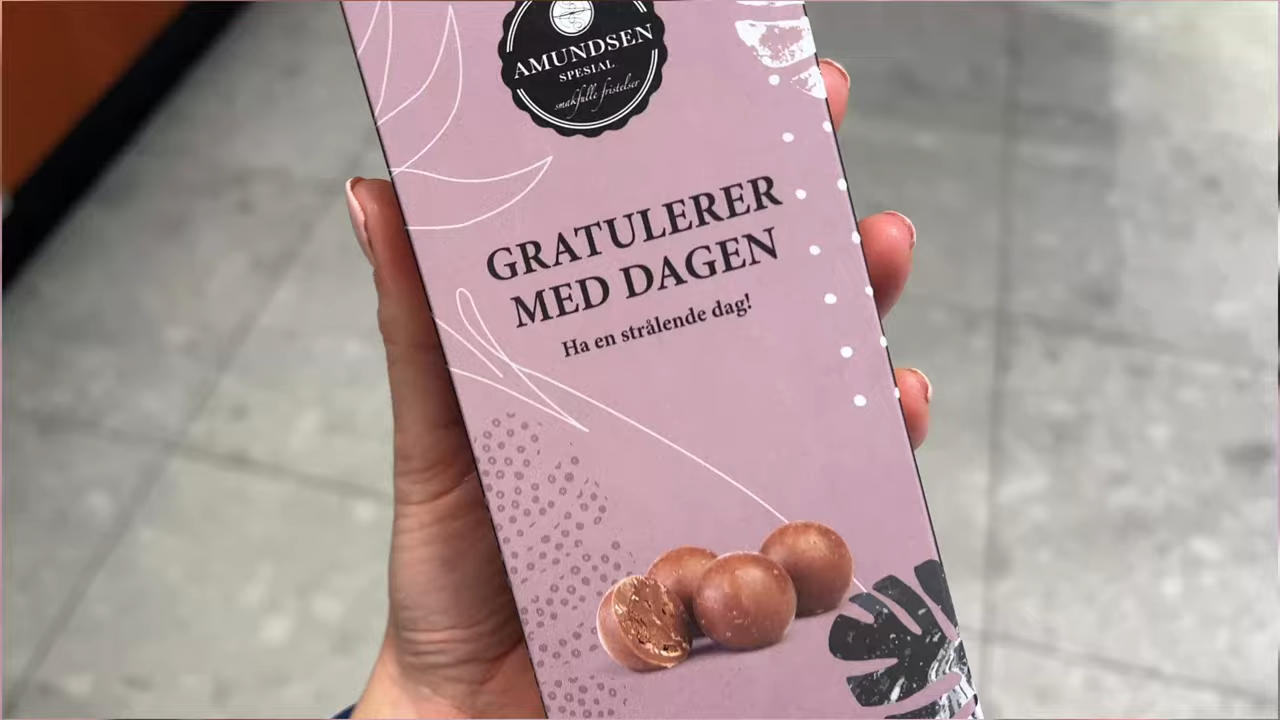 AMUNDSEN
SPESIAL
smakfulle fristelser
GRATULERER
MED DAGEN
Ha en strålende dag!